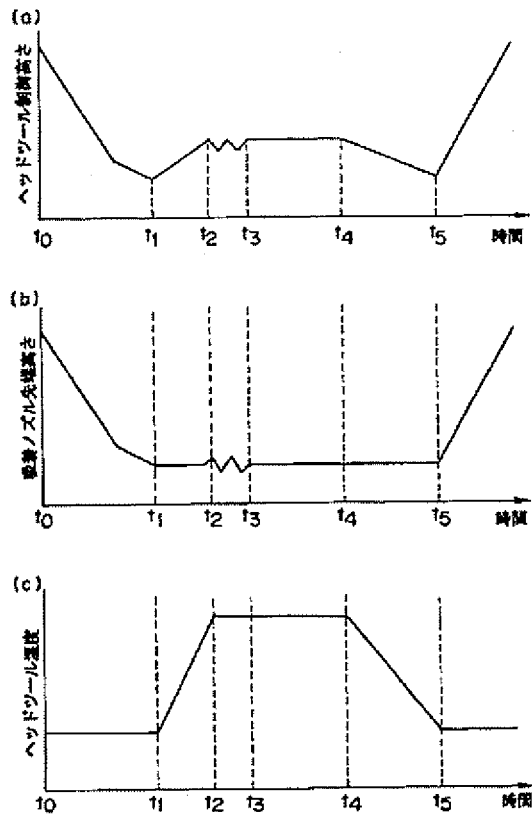 (a)
ヘッドツール制御高さ
t0 t1 t2 t3 t4 t5 時間
(b)
吸着ノズル先端高さ
t0 t1 t2 t3 t4 t5 時間
(c)
ヘッドツール温度
t0 t1 t2 t3 t4 t5 時間